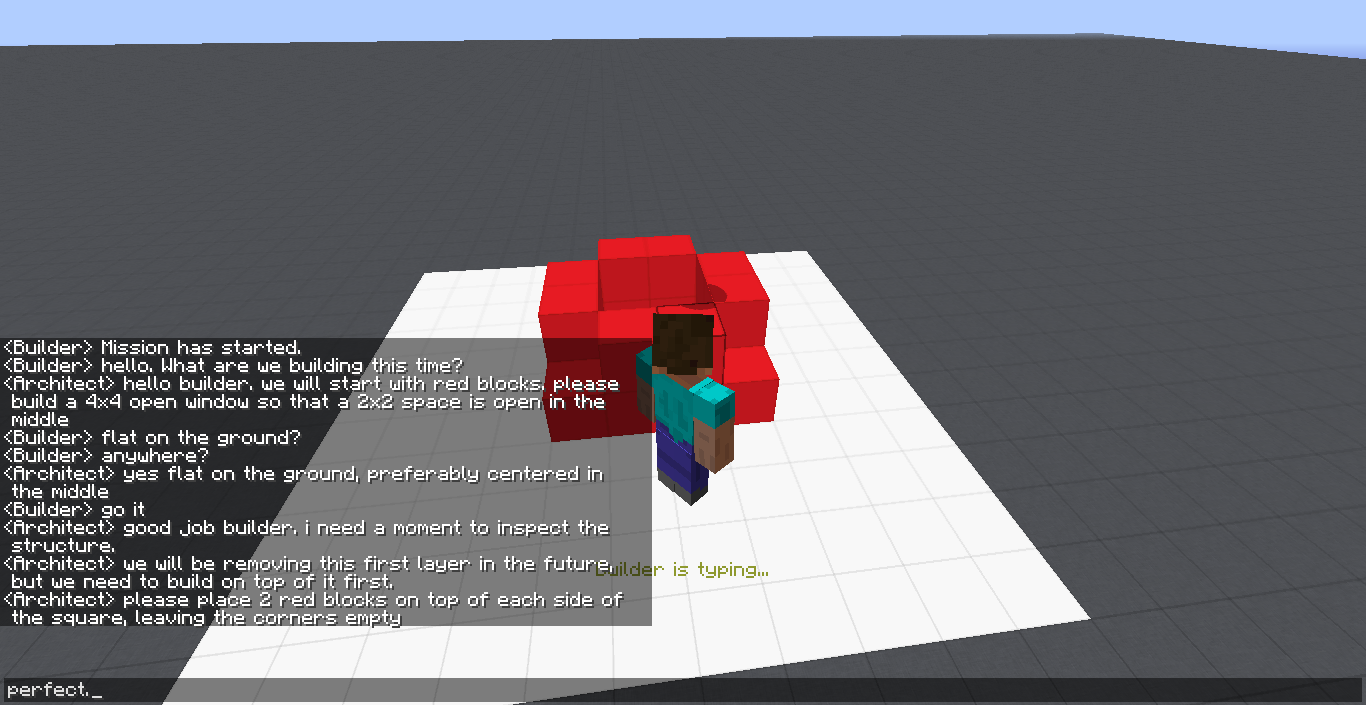 <Builder> Mission has started.
<Builder> hello. What are we building this time?
<Architect> hello builder. we will start with red blocks. please
build a 4x4 open window so that a 2x2 space is open in the
middle
<Builder> flat on the ground?
<Builder> anywhere?
<Architect> yes flat on the ground, preferably centered in
the middle
<Builder> go it
<Architect> good job builder. i need a moment to inspect the
structure.
<Architect> we will be removing this first layer in the future,
but we need to build on top of it first.
Builder is typing...
<Architect> please place 2 red blocks on top of each side of
the square, leaving the corners empty
perfect._